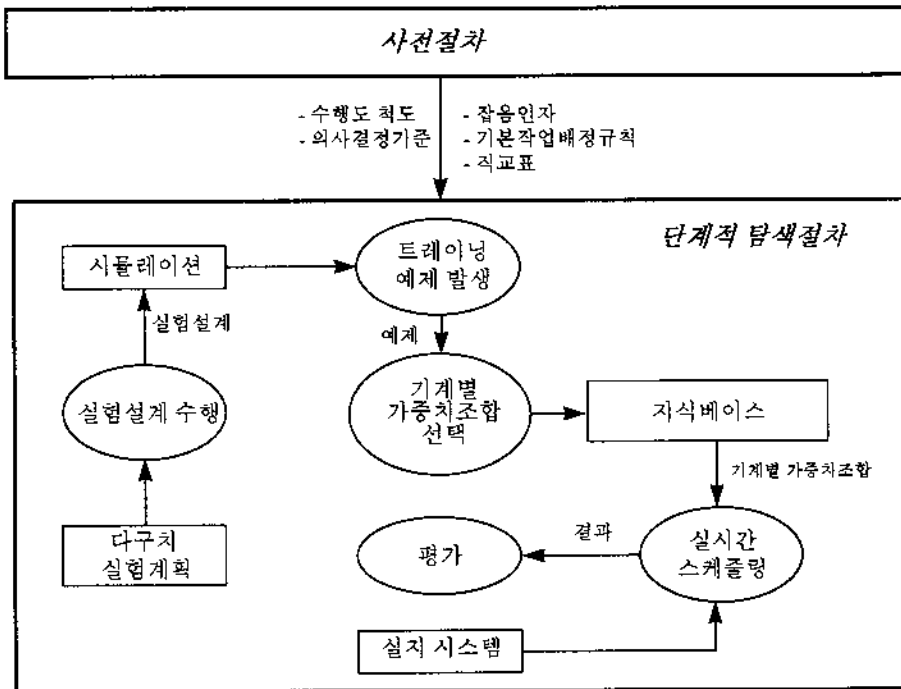 사전절차
- 수행도 척도
- 의사결정기준
- 잡음인자
- 기본작업배정규칙
- 직교표
단계적 탐색절차
시뮬레이션
트레이닝
예제 발생
실험설계
예제
실험설계 수행
기계별
가중치조합
선택
지식베이스
기계별 가중치조합
다구치
실험계획
평가
결과
실시간
스케줄링
실지 시스템